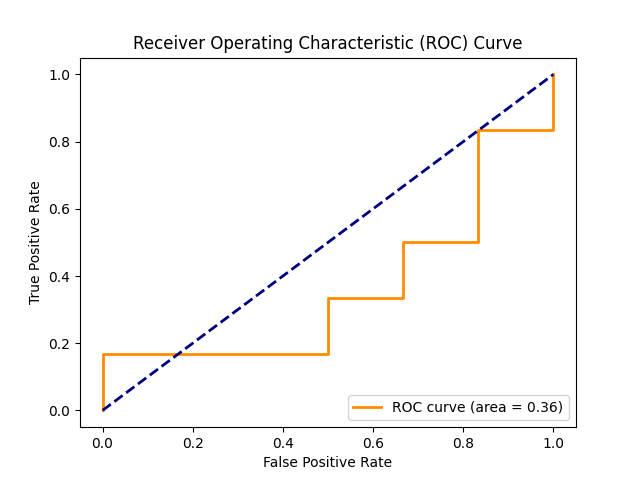 Receiver Operating Characteristic (ROC) Curve
1.0
0.8
0.6
0.4
0.2
0.0
True Positive Rate
ROC curve (area = 0.36)
0.0 0.2 0.4 0.6 0.8 1.0
False Positive Rate